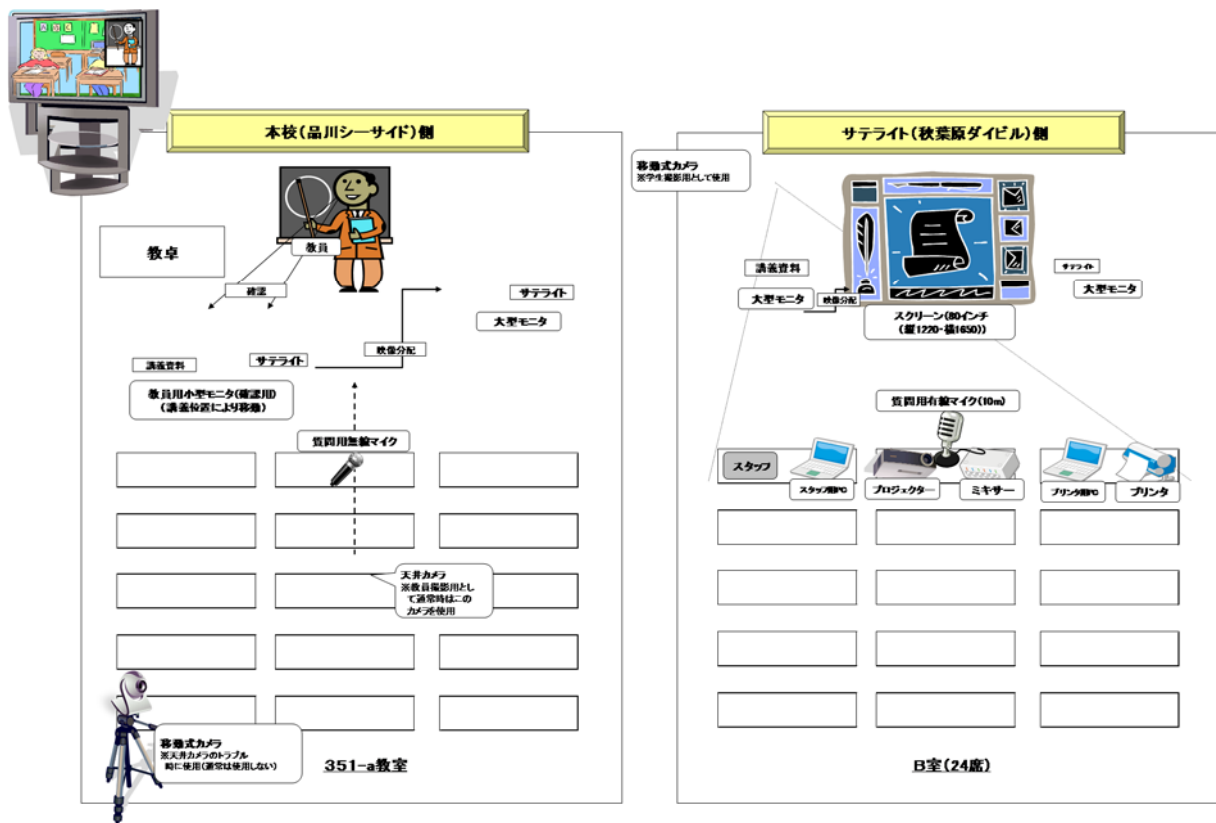 本校(品川シーサイド)側
教卓
教員
確認
サテライト
大型モニタ
映像分配
講義資料
サテライト
教員用小型モニタ(確認用)
(講義位置により移動)
質問用無線マイク
天井カメラ
※教員撮影用とし
て通常時はこの
カメラを使用
移動式カメラ
※天井カメラのトラブル
時に使用(通常は使用しない)
351-a教室
サテライト(秋葉原ダイビル)側
移動式カメラ
※学生撮影用として使用
講義資料
大型モニタ
映像分配
サテライト
大型モニタ
スクリーン(80インチ
(縦1220・横1650))
質問用有線マイク(10m)
スタッフ
スタッフ用PC
プロジェクター
ミキサー
プリンタ用PC
プリンタ
B室(24席)